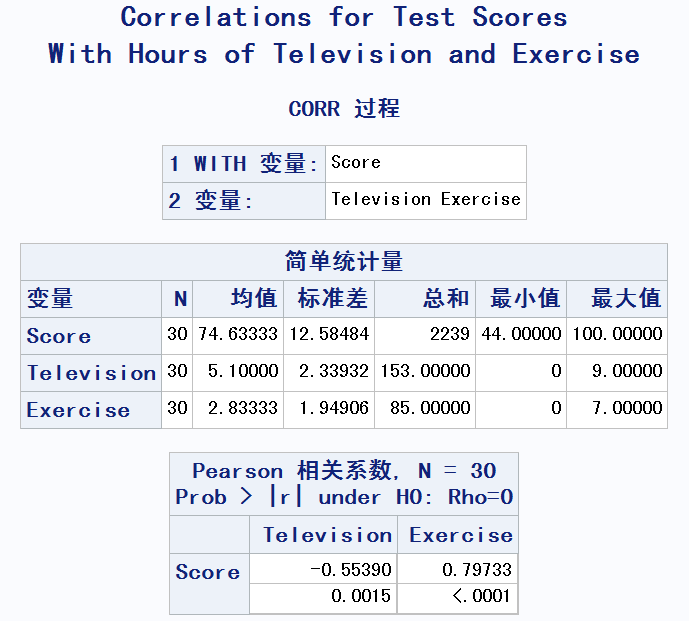 Correlations for Test Scores
With Hours of Television and Exercise
CORR 过程
1 WITH 变量: Score
2 变量: Television Exercise
简单统计量
变量 N 均值 标准差 总和 最小值 最大值
Score 30 74.63333 12.58484 2239 44.00000 100.00000
Television 30 5.10000 2.33932 153.00000 0 9.00000
Exercise 30 2.83333 1.94906 85.00000 0 7.00000
Pearson 相关系数, N = 30
Prob > |r| under H0: Rho=0
Television Exercise
Score -0.55390 0.79733
0.0015 <.0001